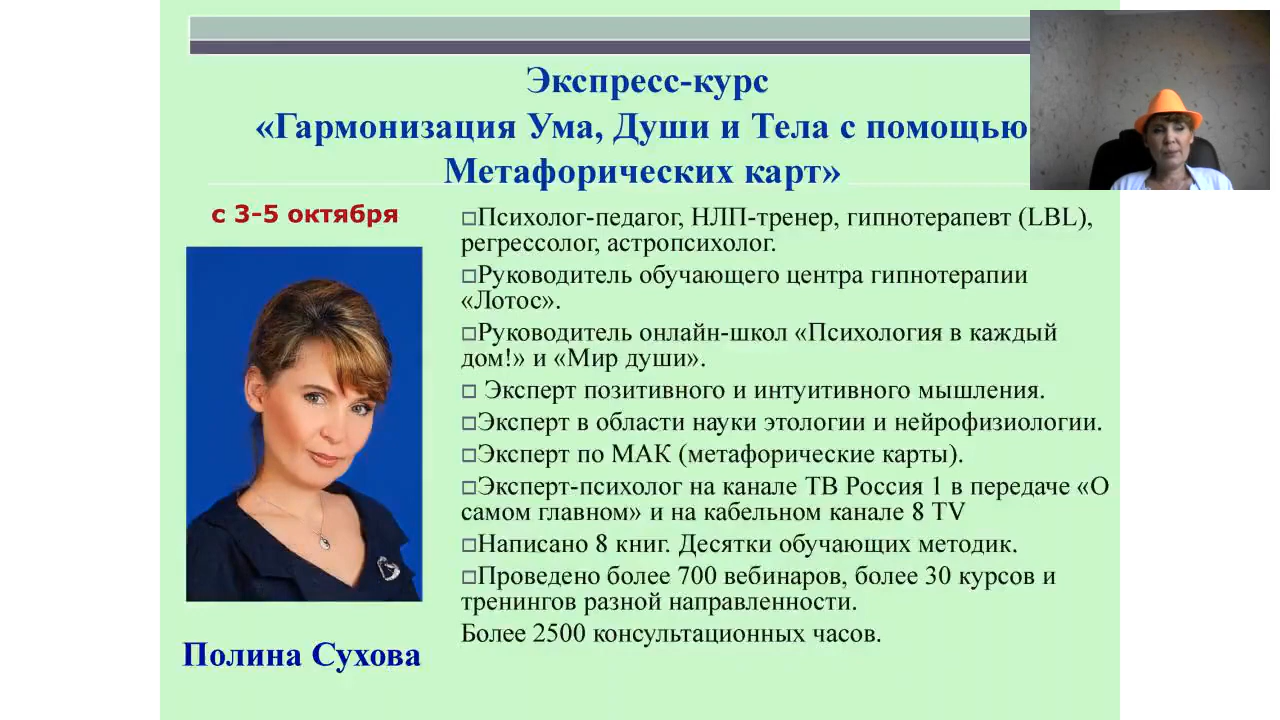 Экспресс-курс
«Гармонизация Ума, Души и Тела с помощью
Метафорических карт»
с 3-5 октября
Психолог-педагог, НЛП-тренер, гипнотерапевт (LBL),
регрессолог, астропсихолог.
Руководитель обучающего центра гипнотерапии
«Лотос».
Руководитель онлайн-школ «Психология в каждый
дом!» и «Мир души».
Эксперт позитивного и интуитивного мышления.
Эксперт в области науки этологии и нейрофизиологии.
Эксперт по МАК (метафорические карты).
Эксперт-психолог на канале ТВ Россия 1 в передаче «О
самом главном» и на кабельном канале 8 TV
Написано 8 книг. Десятки обучающих методик.
Проведено более 700 вебинаров, более 30 курсов и
тренингов разной направленности.
Более 2500 консультационных часов.
Полина Сухова